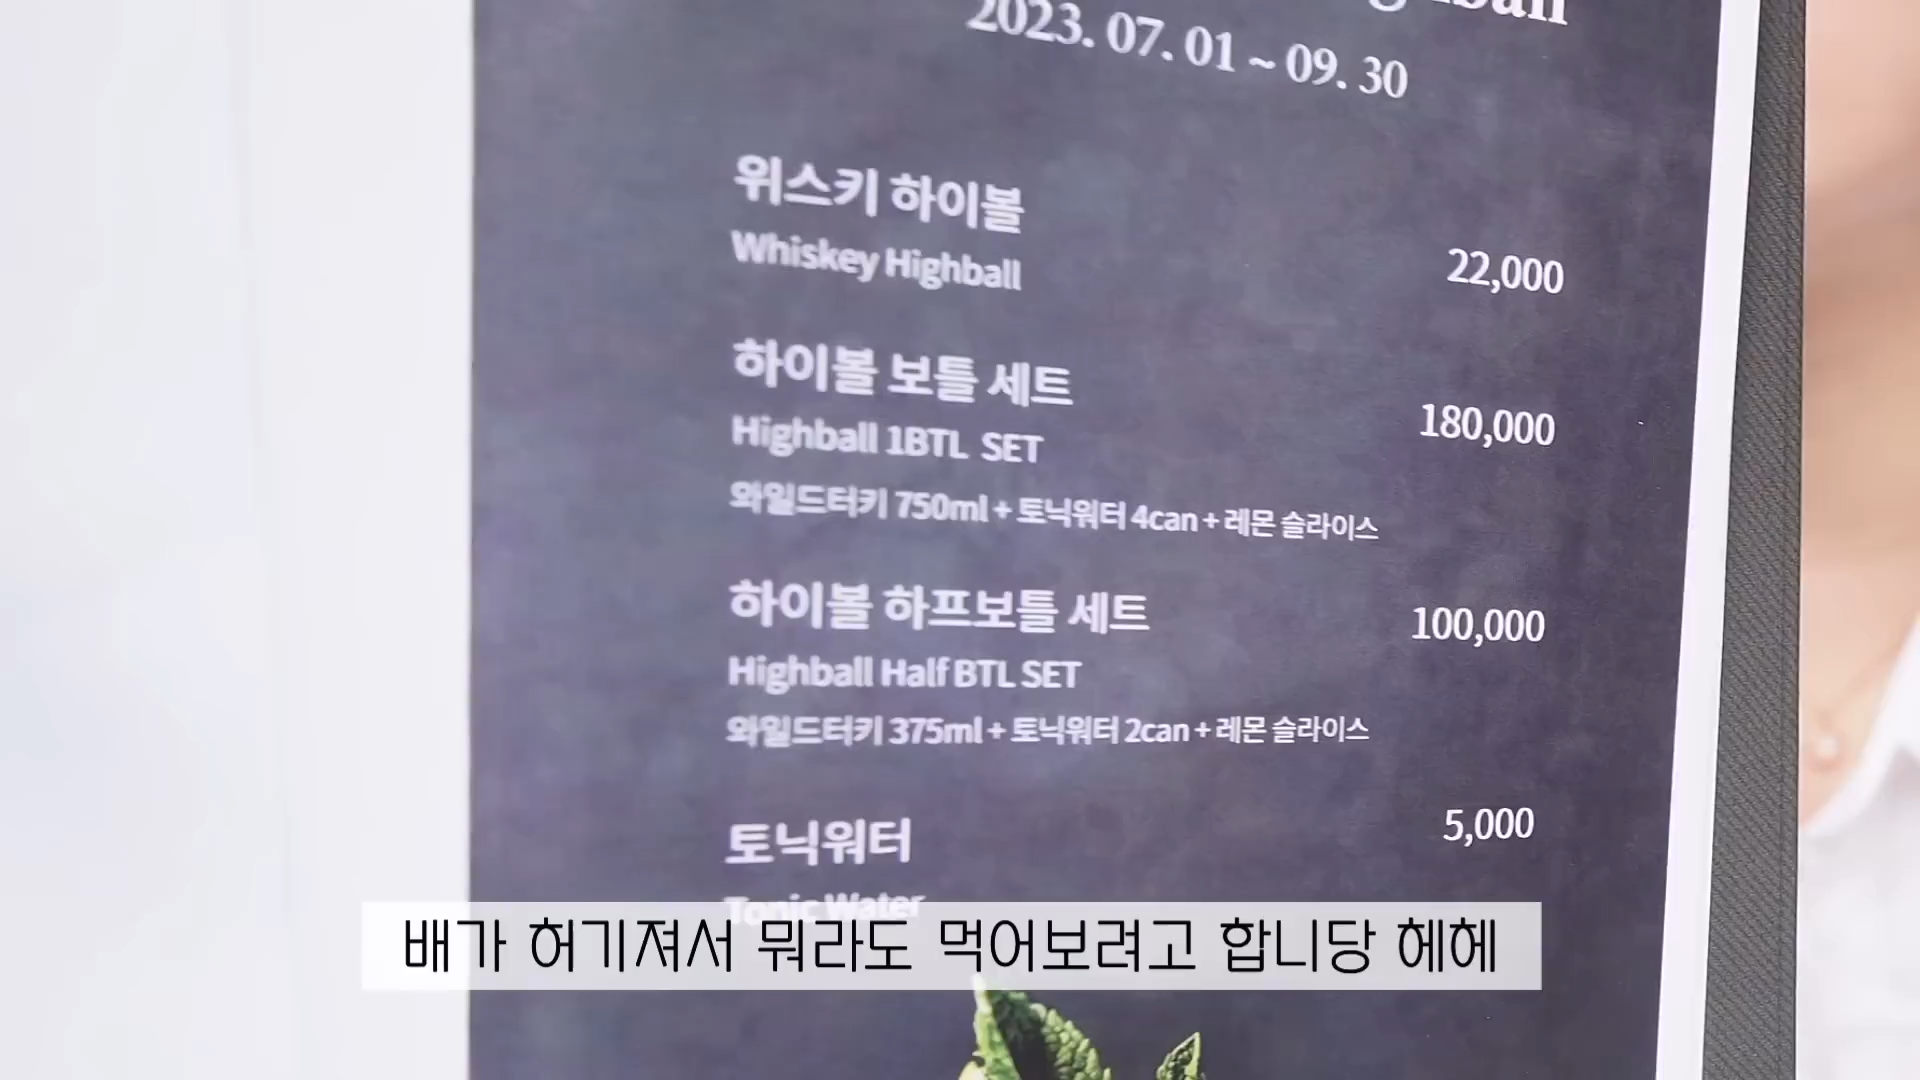 2023. 07. 01 ~ 09. 30
위스키 하이볼
Whiskey Highball
22,000
하이볼 보틀 세트
Highball 1BTL SET
180,000
와일드터키 750ml + 토닉워터 4can + 레몬 슬라이스
하이볼 하프보틀 세트
Highball Half BTL SET
100,000
와일드터키 375ml + 토닉워터 2can + 레몬 슬라이스
토닉워터
Tonic Water
5,000
배가 허기져서 뭐라도 먹어보려고 합니당 헤헤